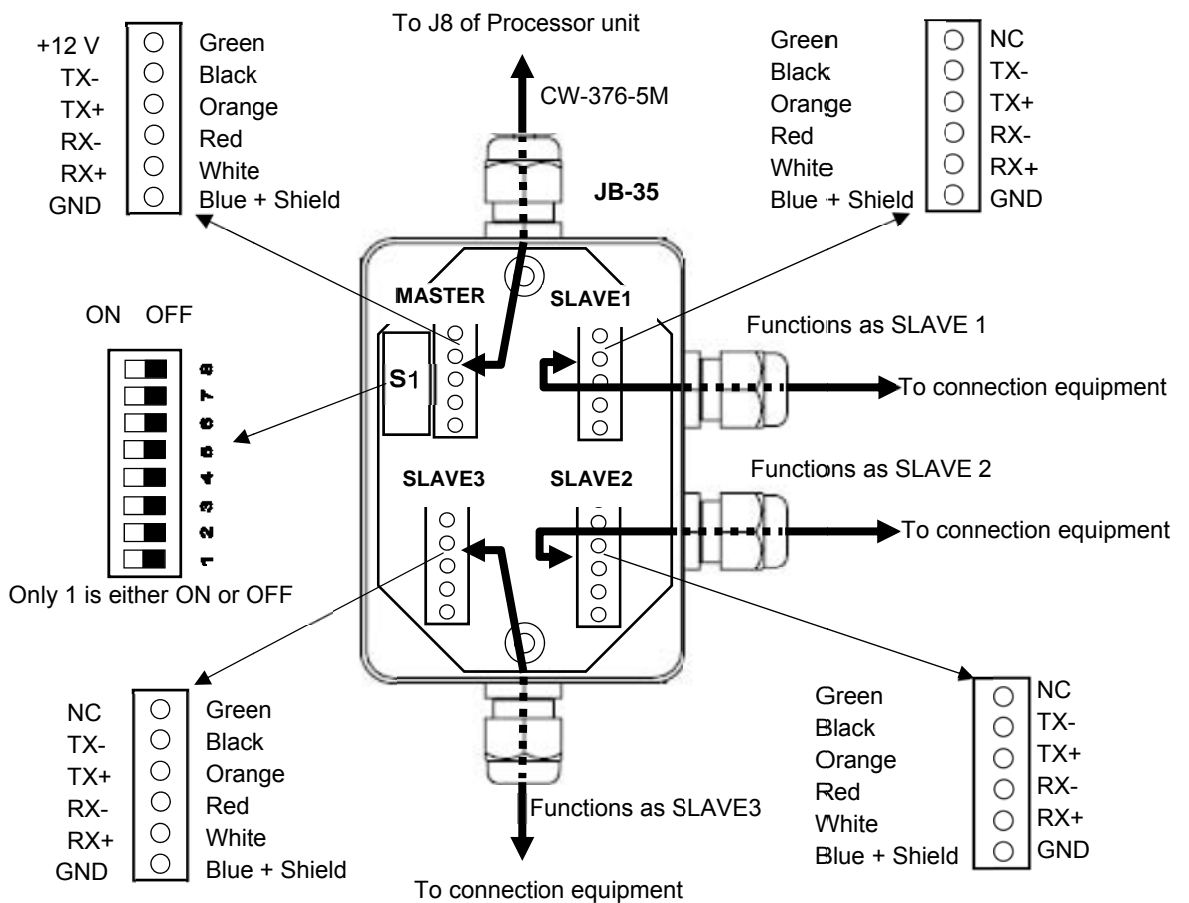 To J8 of Processor unit
CW-376-5M
JB-35
+12 V Green
TX- Black
TX+ Orange
RX- Red
RX+ White
GND Blue + Shield
Green NC
Black TX-
Orange TX+
Red RX-
White RX+
Blue + Shield GND
MASTER
SLAVE1
S1
SLAVE3
SLAVE2
ON OFF
8
7
6
5
4
3
2
1
Only 1 is either ON or OFF
Functions as SLAVE 1
To connection equipment
Functions as SLAVE 2
To connection equipment
NC Green
TX- Black
TX+ Orange
RX- Red
RX+ White
GND Blue + Shield
Functions as SLAVE3
To connection equipment
Green NC
Black TX-
Orange TX+
Red RX-
White RX+
Blue + Shield GND